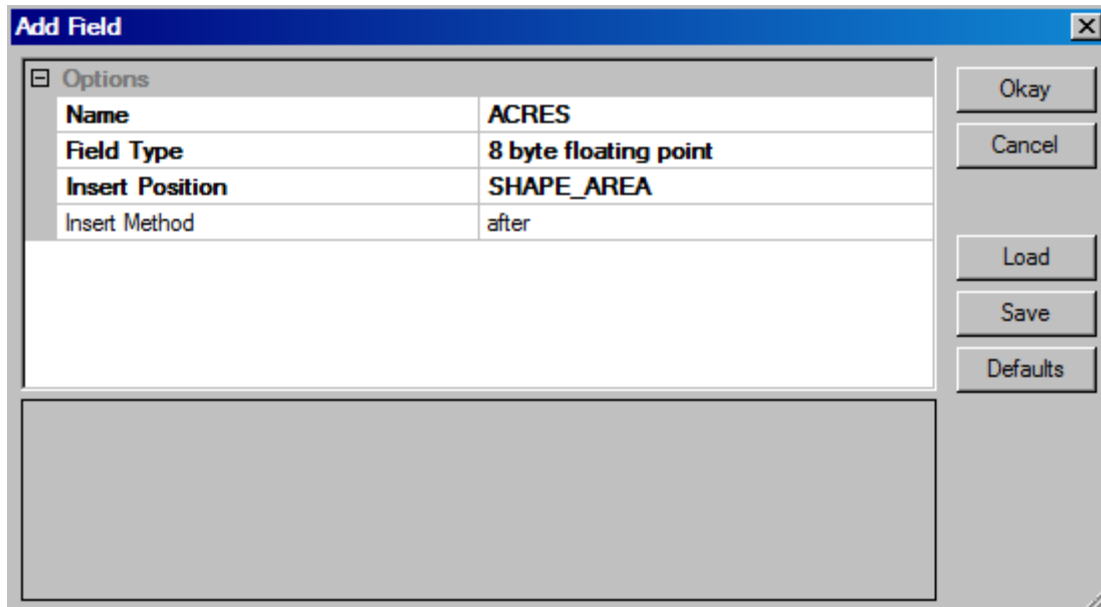 Add Field
Options
Name ACRES
Field Type 8 byte floating point
Insert Position SHAPE_AREA
Insert Method after
Okay
Cancel
Load
Save
Defaults